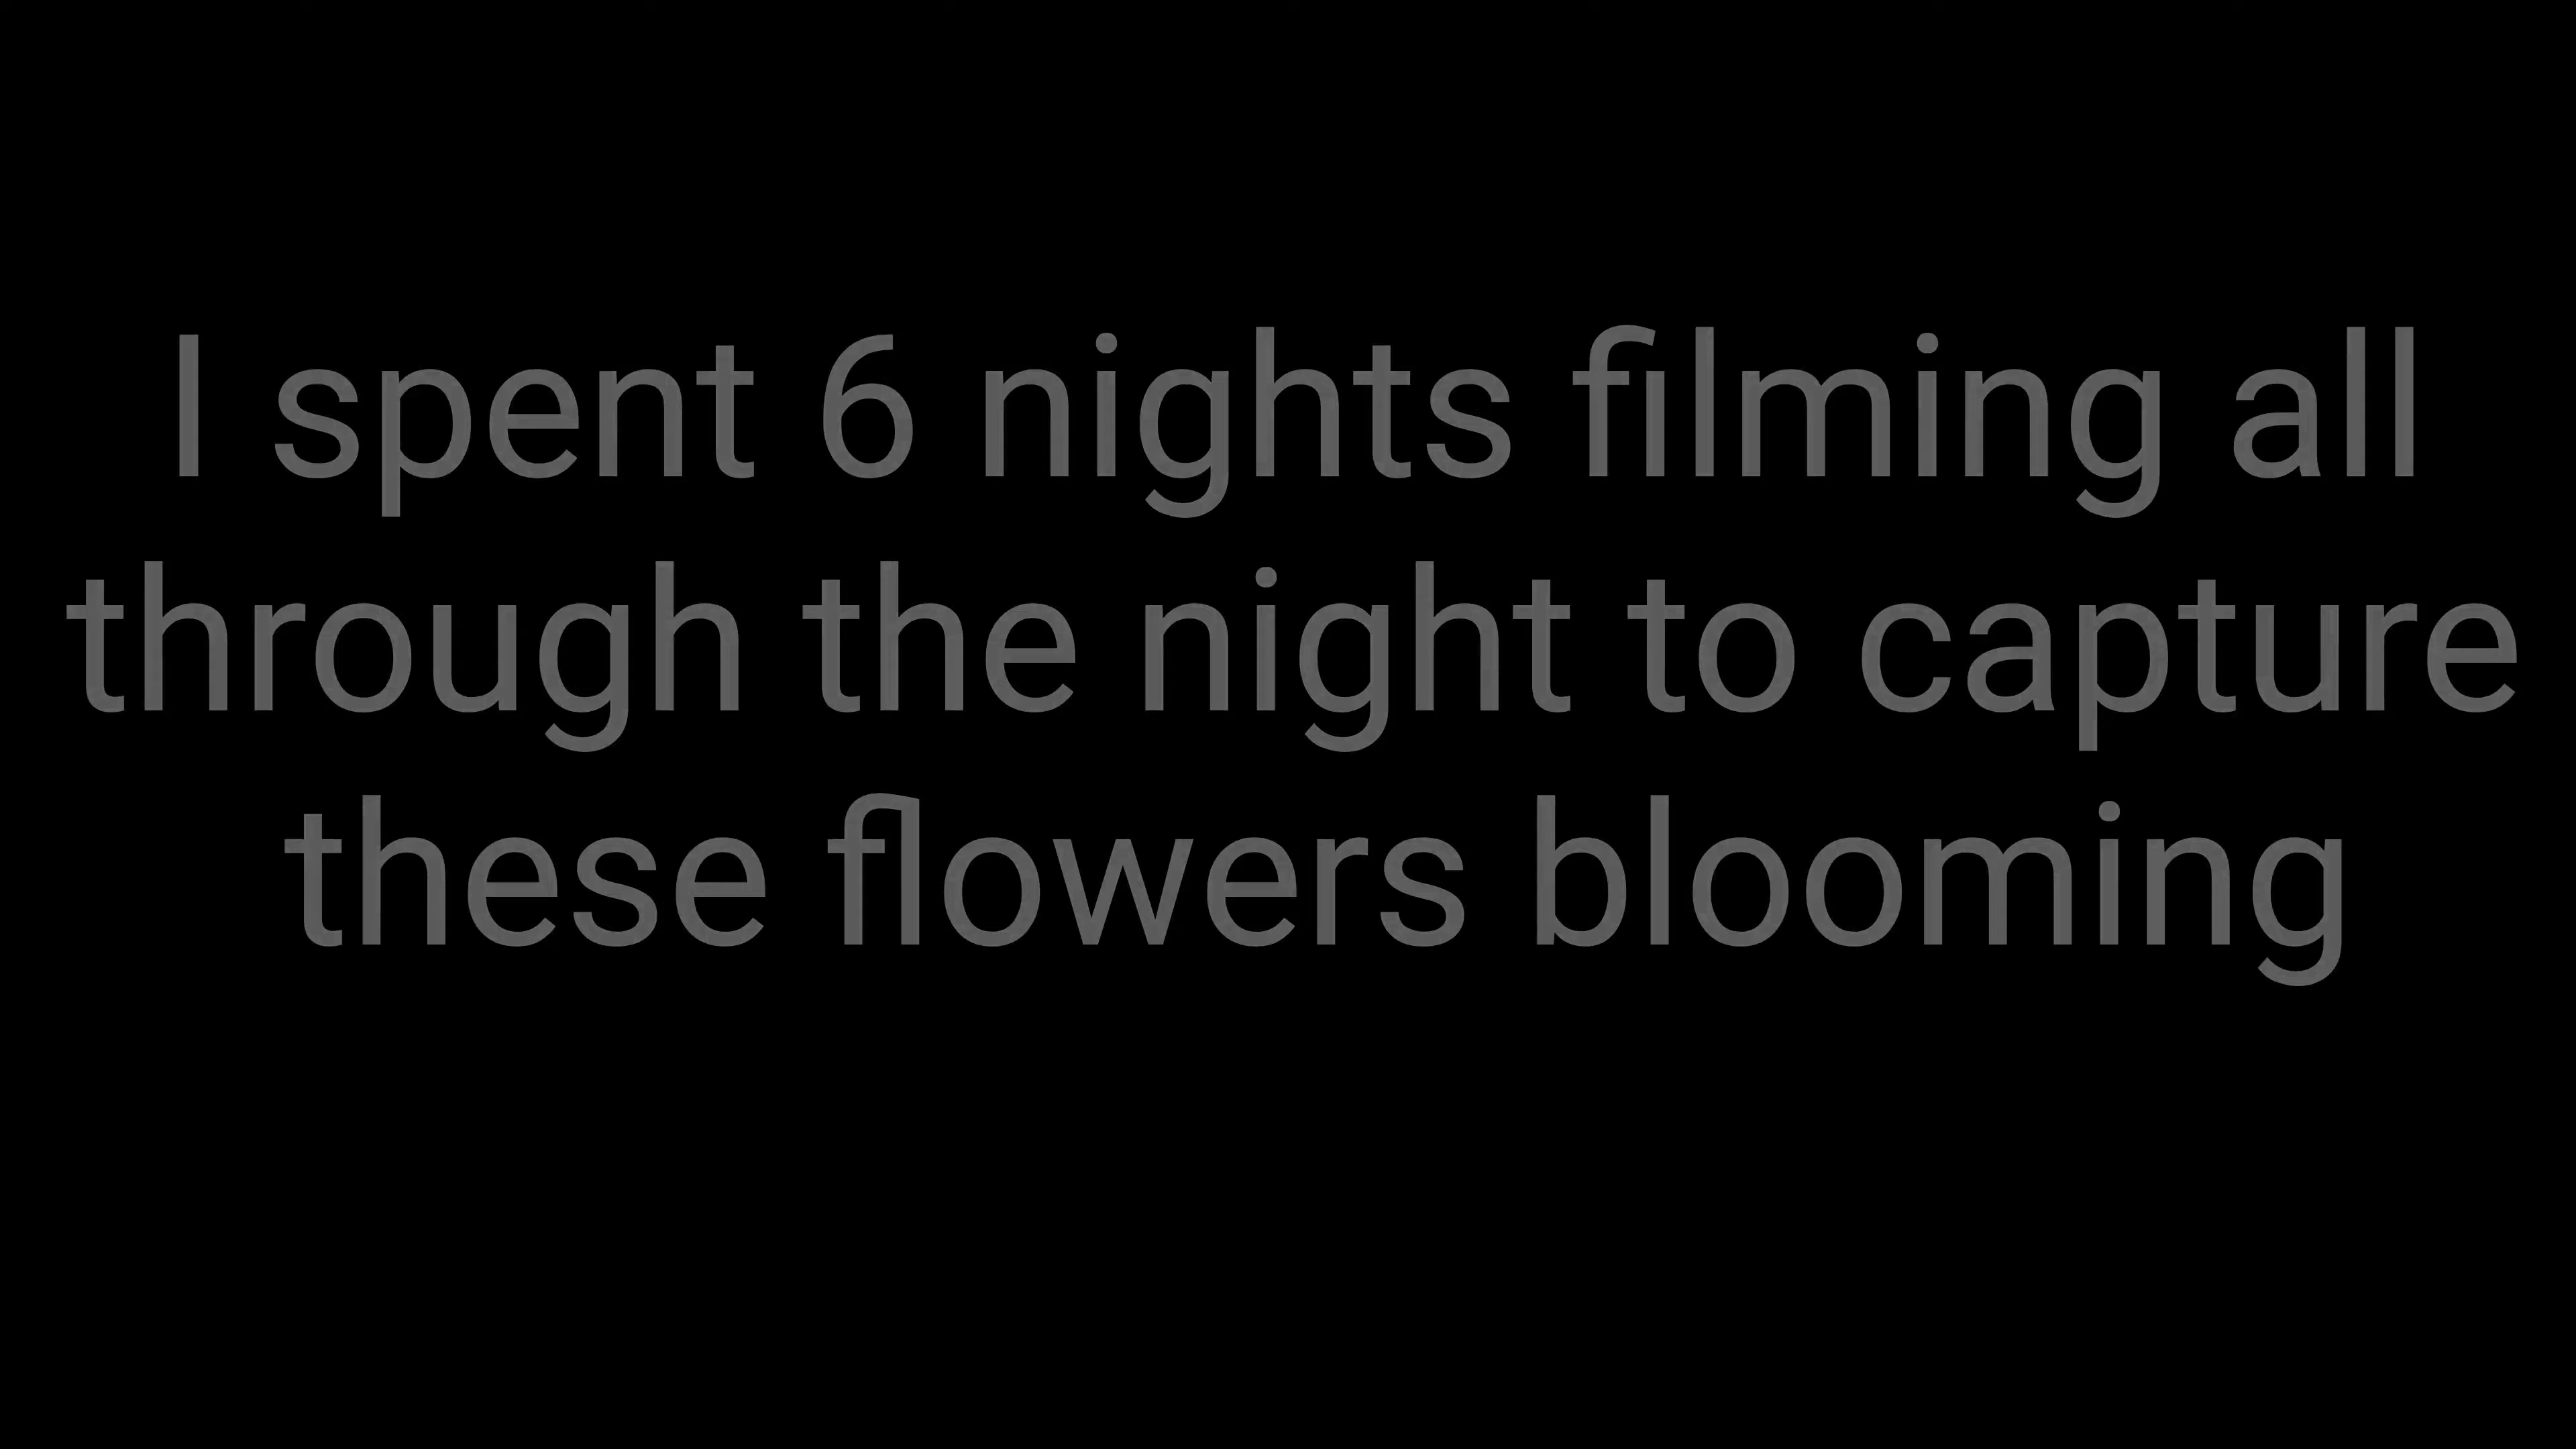 I spent 6 nights filming all
through the night to capture
these flowers blooming